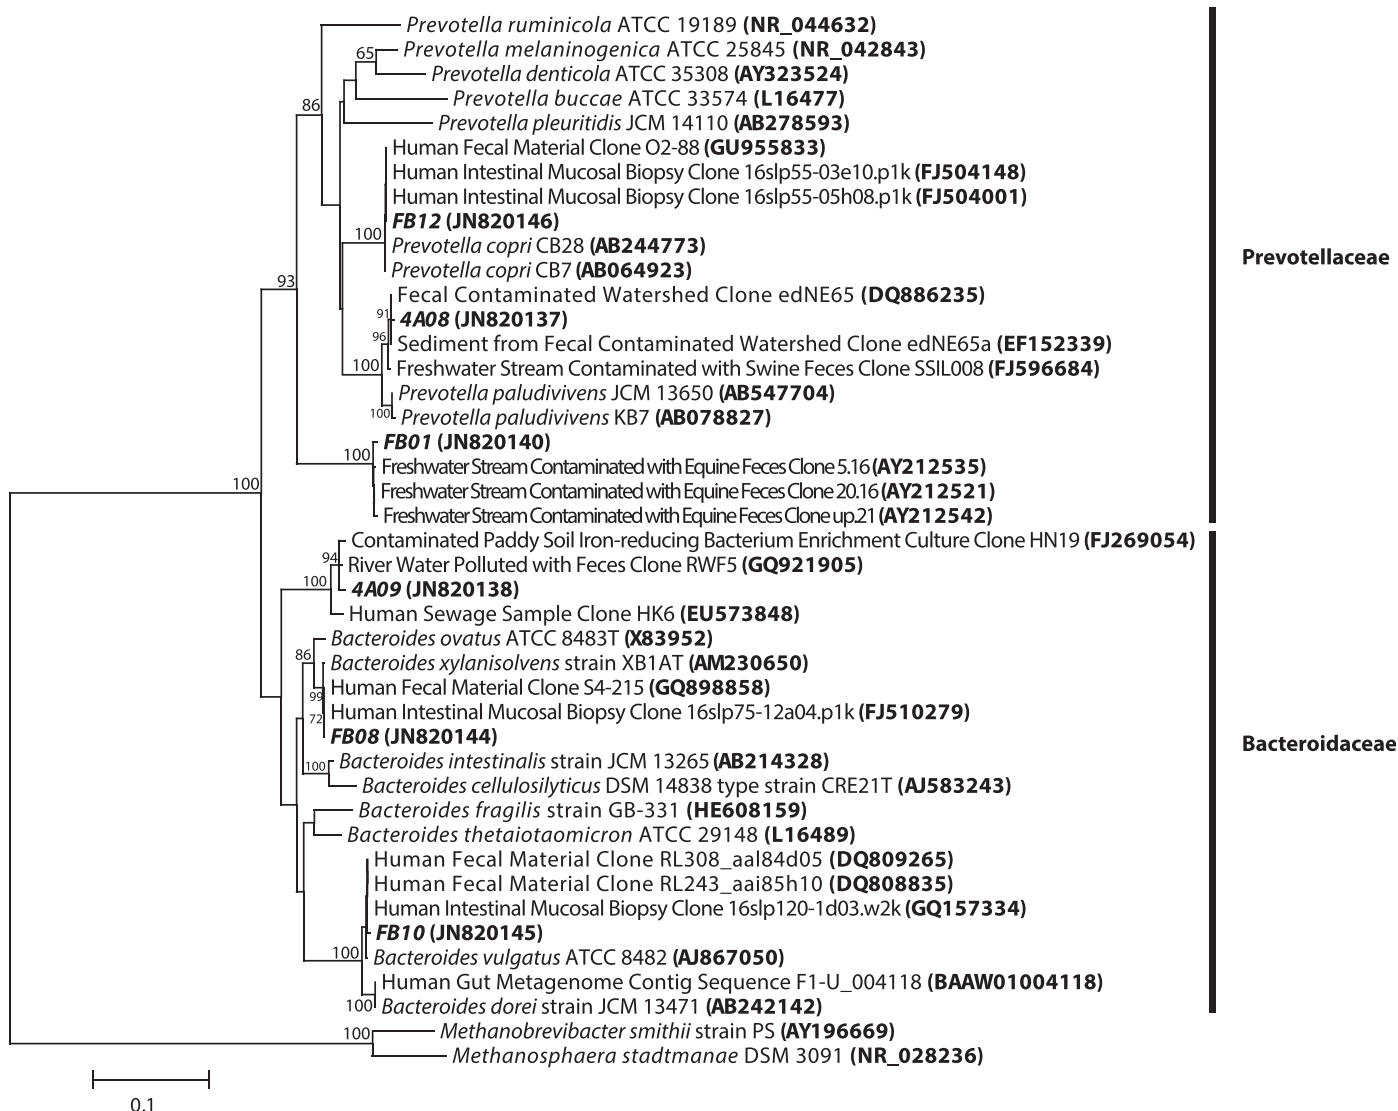 Prevotella ruminicola ATCC 19189 (NR_044632)
65
Prevotella melaninogenica ATCC 25845 (NR_042843)
Prevotella denticola ATCC 35308 (AY323524)
86
Prevotella buccae ATCC 33574 (L16477)
Prevotella pleuritidis JCM 14110 (AB278593)
Human Fecal Material Clone O2-88 (GU955833)
Human Intestinal Mucosal Biopsy Clone 16slp55-03e10.p1k (FJ504148)
Human Intestinal Mucosal Biopsy Clone 16slp55-05h08.p1k (FJ504001)
FB12 (JN820146)
100
Prevotella copri CB28 (AB244773)
Prevotellaceae
Prevotella copri CB7 (AB064923)
93
Fecal Contaminated Watershed Clone edNE65 (DQ886235)
91
4A08 (JN820137)
96
Sediment from Fecal Contaminated Watershed Clone edNE65a (EF152339)
100
Freshwater Stream Contaminated with Swine Feces Clone SSIL008 (FJ596684)
Prevotella paludivivens JCM 13650 (AB547704)
100
Prevotella paludivivens KB7 (AB078827)
FB01 (JN820140)
100
Freshwater Stream Contaminated with Equine Feces Clone 5.16 (AY212535)
100
Freshwater Stream Contaminated with Equine Feces Clone 20.16 (AY212521)
Freshwater Stream Contaminated with Equine Feces Clone up.21 (AY212542)
Contaminated Paddy Soil Iron-reducing Bacterium Enrichment Culture Clone HN19 (FJ269054)
94
River Water Polluted with Feces Clone RWF5 (GQ921905)
100
4A09 (JN820138)
Human Sewage Sample Clone HK6 (EU573848)
Bacteroides ovatus ATCC 8483T (X83952)
86
Bacteroides xylanisolvens strain XB1AT (AM230650)
Human Fecal Material Clone S4-215 (GQ898858)
99
Human Intestinal Mucosal Biopsy Clone 16slp75-12a04.p1k (FJ510279)
72
FB08 (JN820144)
Bacteroidaceae
Bacteroides intestinalis strain JCM 13265 (AB214328)
100
Bacteroides cellulosilyticus DSM 14838 type strain CRE21T (AJ583243)
Bacteroides fragilis strain GB-331 (HE608159)
Bacteroides thetaiotaomicron ATCC 29148 (L16489)
Human Fecal Material Clone RL308_aal84d05 (DQ809265)
Human Fecal Material Clone RL243_aai85h10 (DQ808835)
Human Intestinal Mucosal Biopsy Clone 16slp120-1d03.w2k (GQ157334)
FB10 (JN820145)
100
Bacteroides vulgatus ATCC 8482 (AJ867050)
Human Gut Metagenome Contig Sequence F1-U_004118 (BAAW01004118)
100
Bacteroides dorei strain JCM 13471 (AB242142)
100
Methanobrevibacter smithii strain PS (AY196669)
Methanosphaera stadtmanae DSM 3091 (NR_028236)
0.1